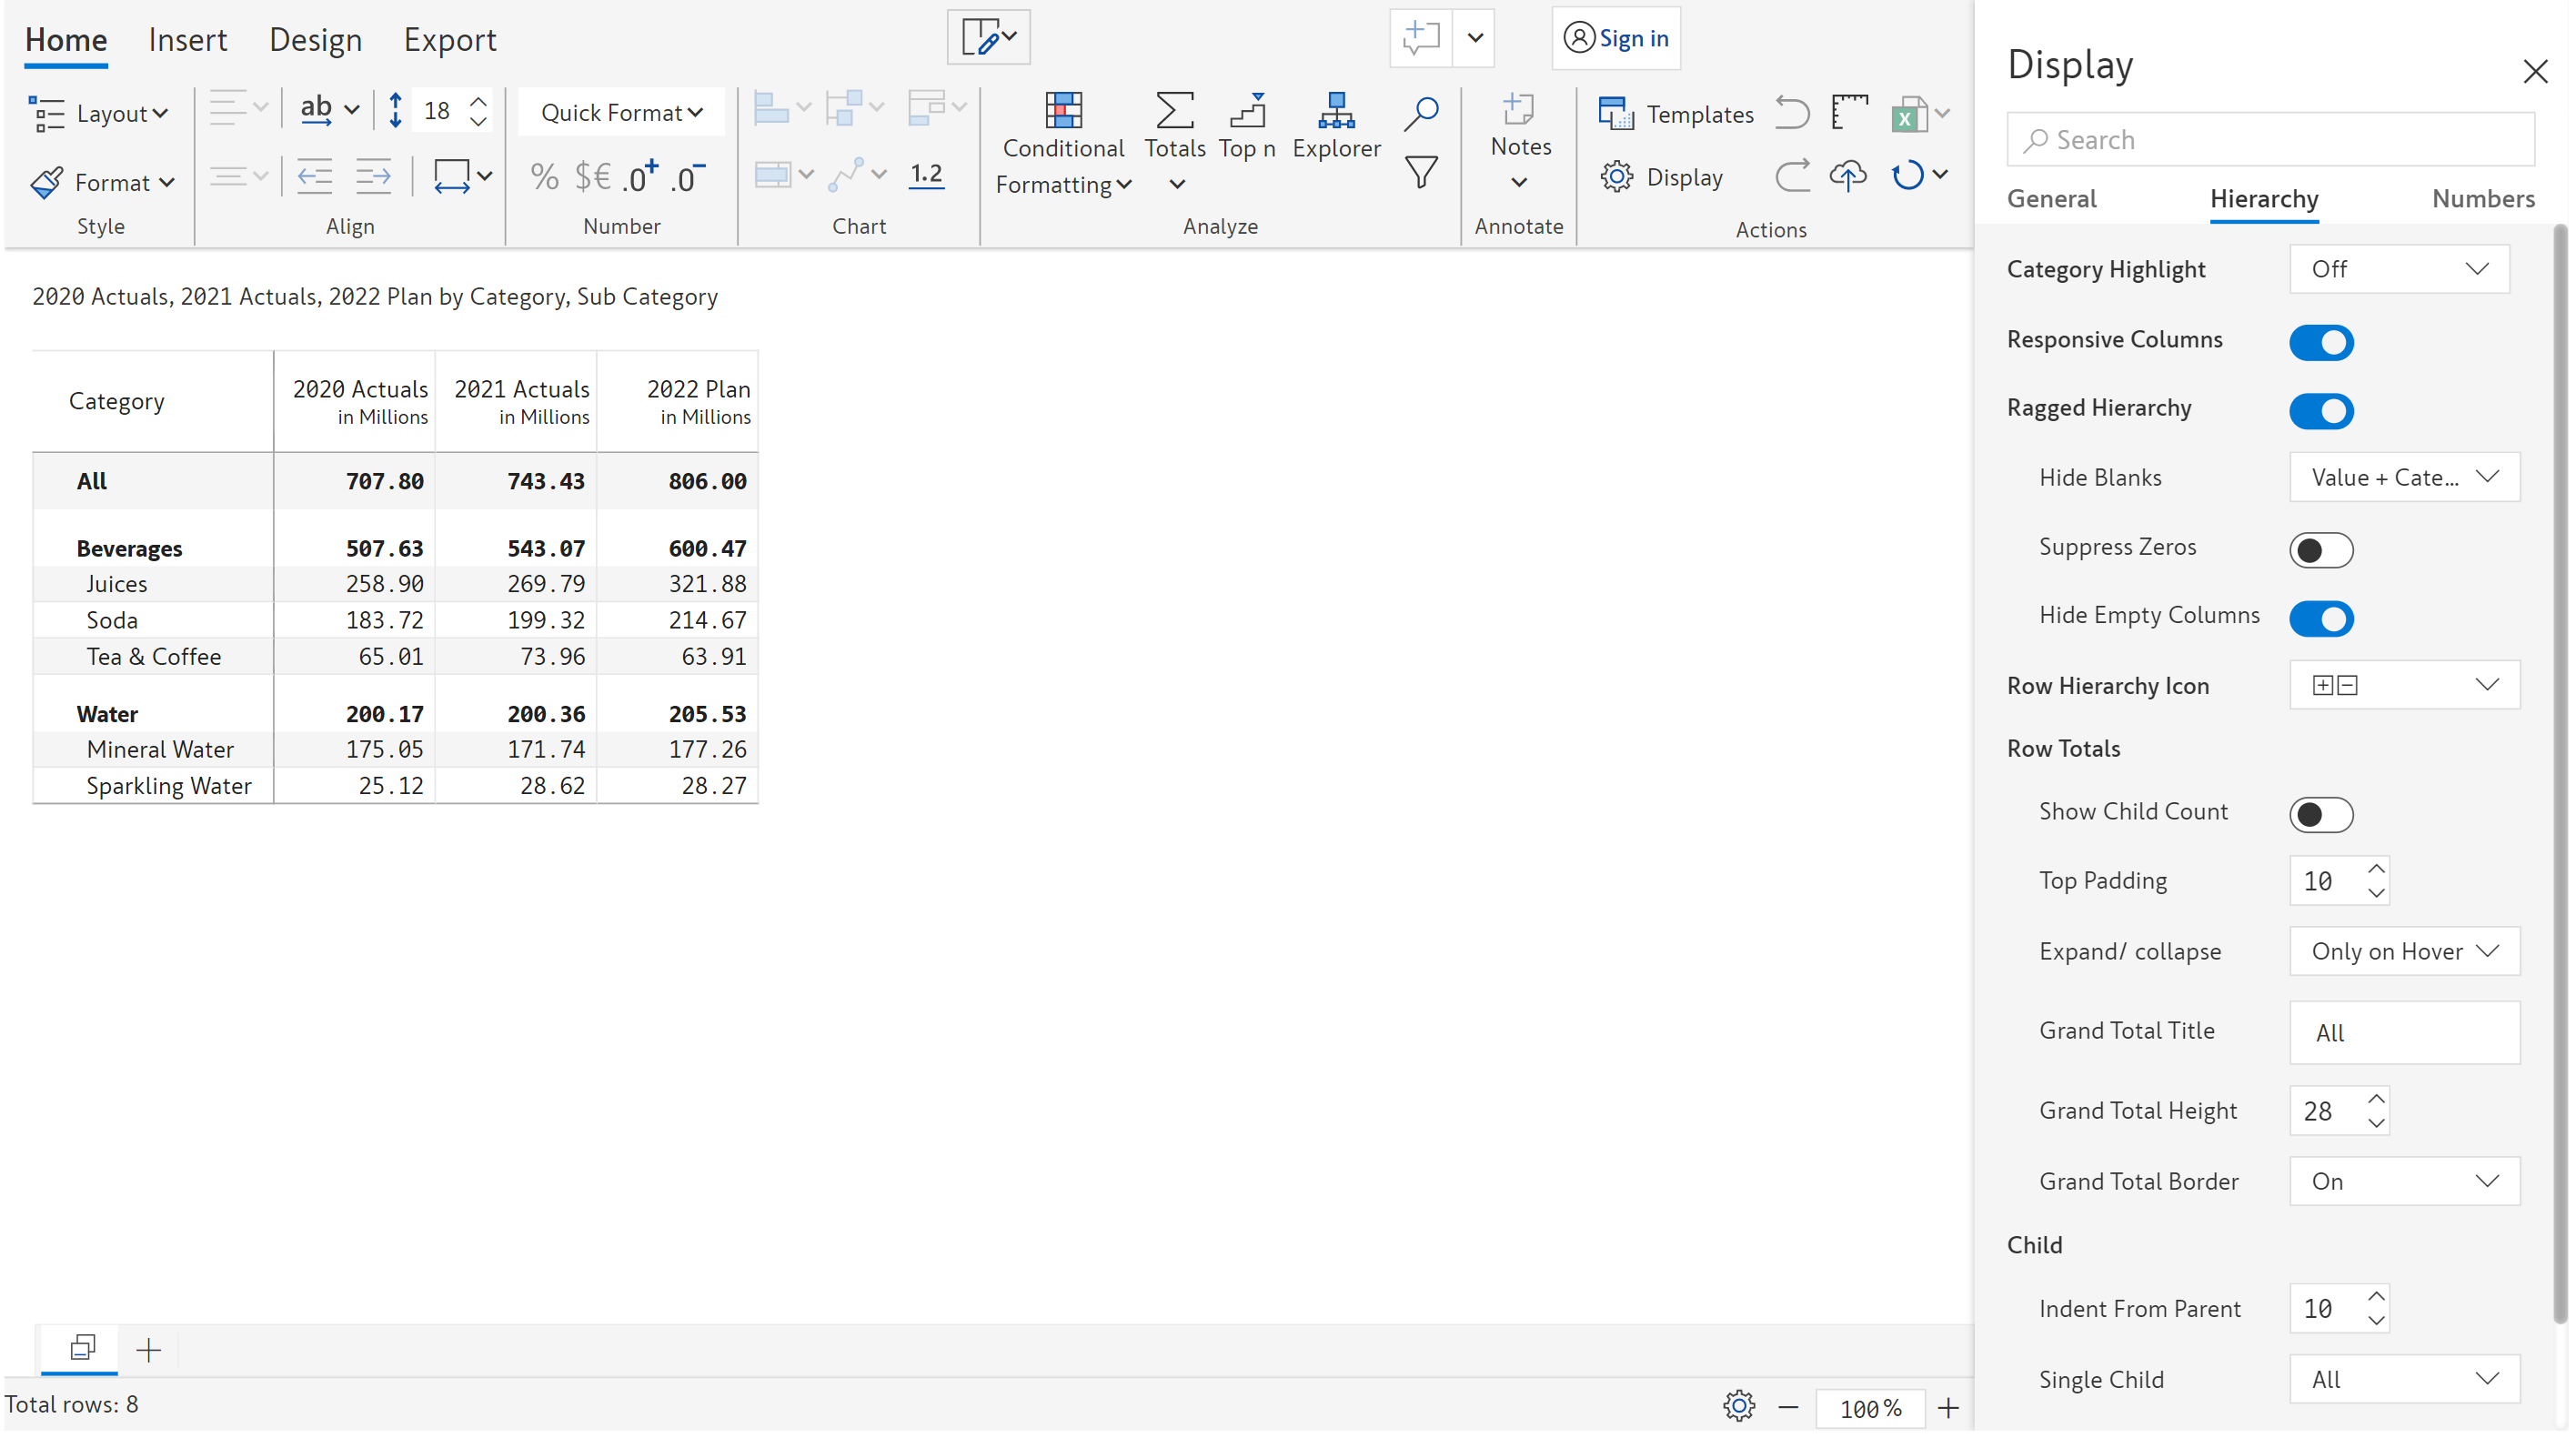 Home Insert Design Export
Sign in
Layout
ab
18
Quick Format
Format
% $€ .0+ .0-
1.2
Conditional Formatting
Totals
Top n
Explorer
Notes
Templates
Display
Style Align Number Chart Analyze Annotate Actions
2020 Actuals, 2021 Actuals, 2022 Plan by Category, Sub Category
Category 2020 Actuals 2021 Actuals 2022 Plan
in Millions in Millions in Millions
All 707.80 743.43 806.00
Beverages 507.63 543.07 600.47
Juices 258.90 269.79 321.88
Soda 183.72 199.32 214.67
Tea & Coffee 65.01 73.96 63.91
Water 200.17 200.36 205.53
Mineral Water 175.05 171.74 177.26
Sparkling Water 25.12 28.62 28.27
Total rows: 8
100%
Display
Search
General Hierarchy Numbers
Category Highlight Off
Responsive Columns
Ragged Hierarchy
Hide Blanks Value + Cate...
Suppress Zeros
Hide Empty Columns
Row Hierarchy Icon
Row Totals
Show Child Count
Top Padding 10
Expand/ collapse Only on Hover
Grand Total Title All
Grand Total Height 28
Grand Total Border On
Child
Indent From Parent 10
Single Child All